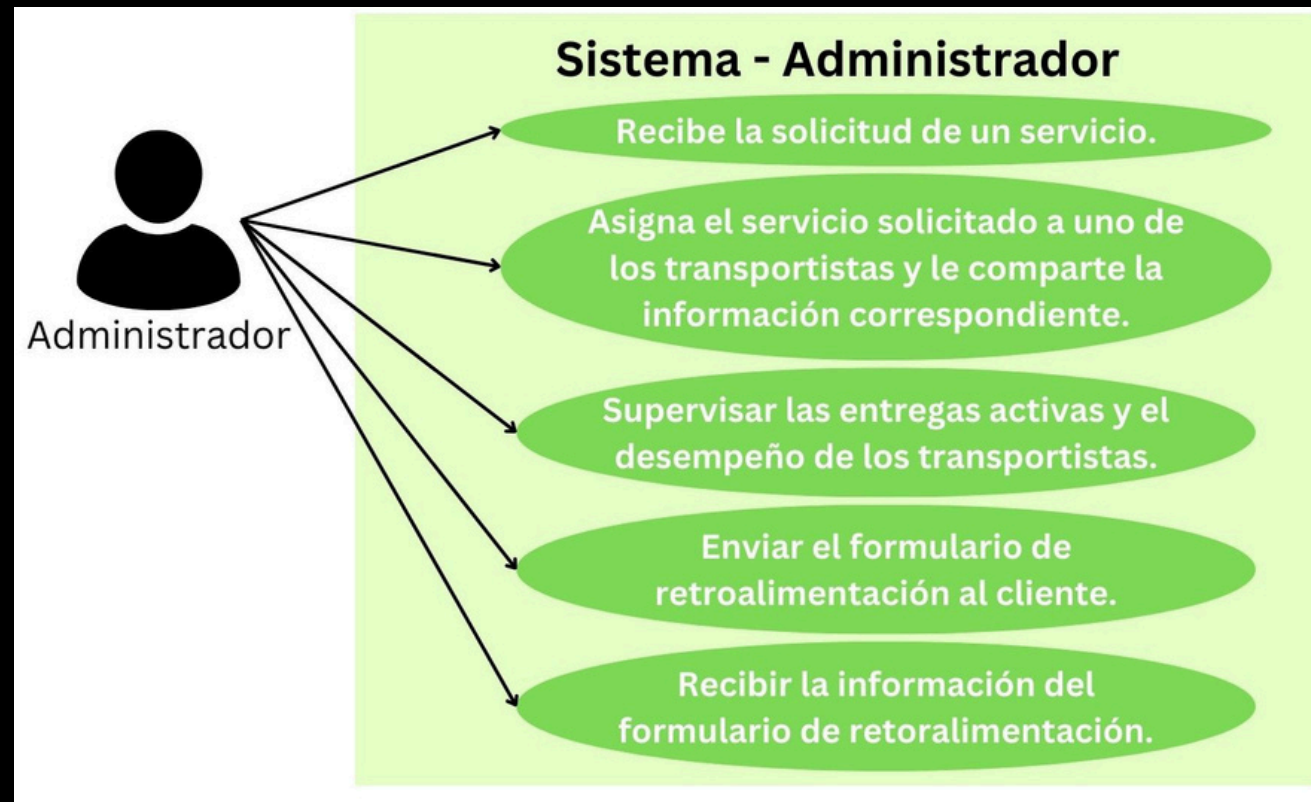 Sistema - Administrador
Recibe la solicitud de un servicio.
Asigna el servicio solicitado a uno de
los transportistas y le comparte la
información correspondiente.
Administrador
Supervisar las entregas activas y el
desempeño de los transportistas.
Enviar el formulario de
retroalimentación al cliente.
Recibir la información del
formulario de retoralimentación.